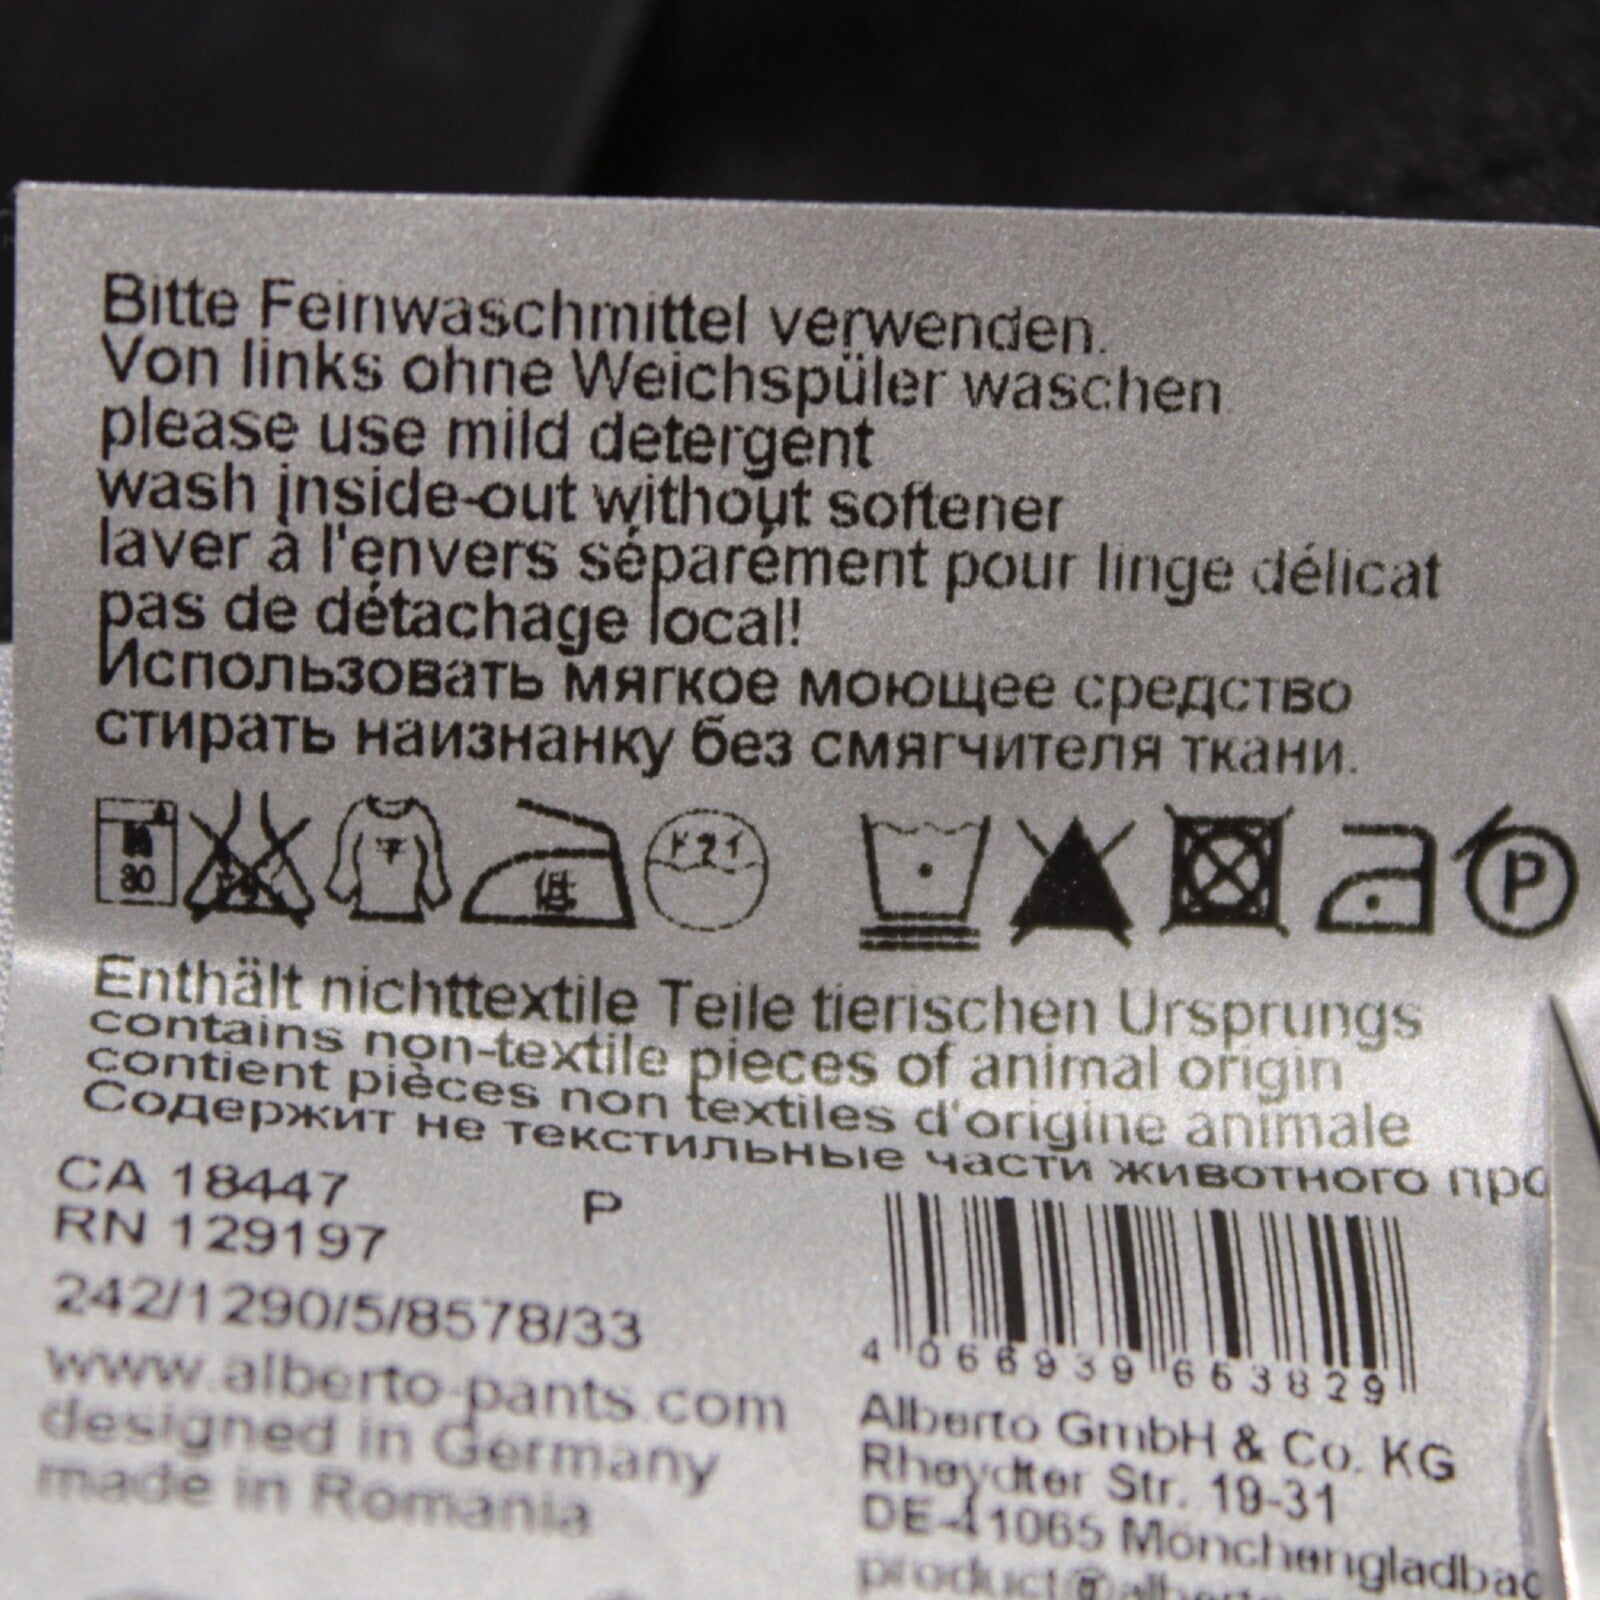 Bitte Feinwaschmittel verwenden.
Von links ohne Weichspüler waschen.
please use mild detergent
wash inside-out without softener
laver à l'envers séparément pour linge délicat
pas de détachage local!
Использовать мягкое моющее средство
стирать наизнанку без смягчителя ткани.
30
P
Enthält nichttextile Teile tierischen Ursprungs
contains non-textile pieces of animal origin
contient pièces non textiles d'origine animale
Содержит не текстильные части животного про
CA 18447
RN 129197
P
242/1290/5/8578/33
www.alberto-pants.com
designed in Germany
made in Romania
4 066939 663829
Alberto GmbH & Co. KG
Rheydter Str. 19-31
DE-41065 Mönchengladbac